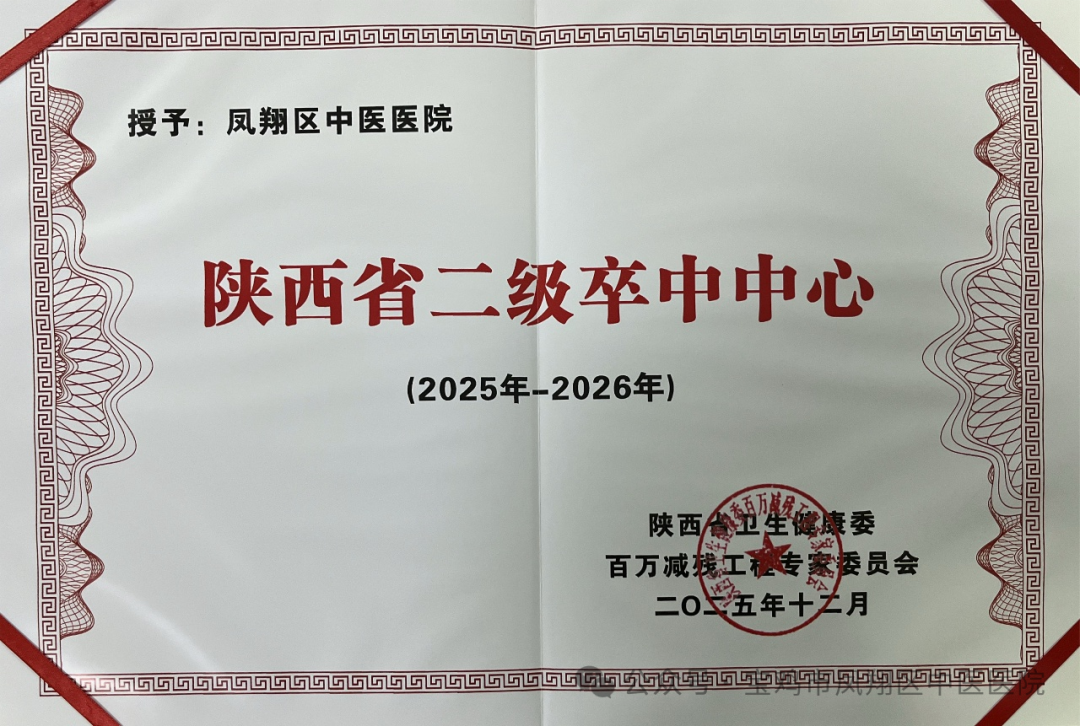 授予：凤翔区中医医院
陕西省二级卒中中心
(2025年-2026年)
陕西省卫生健康委
百万减残工程专家委员会
二〇二五年十二月
公众号 宝鸡市凤翔区中医医院